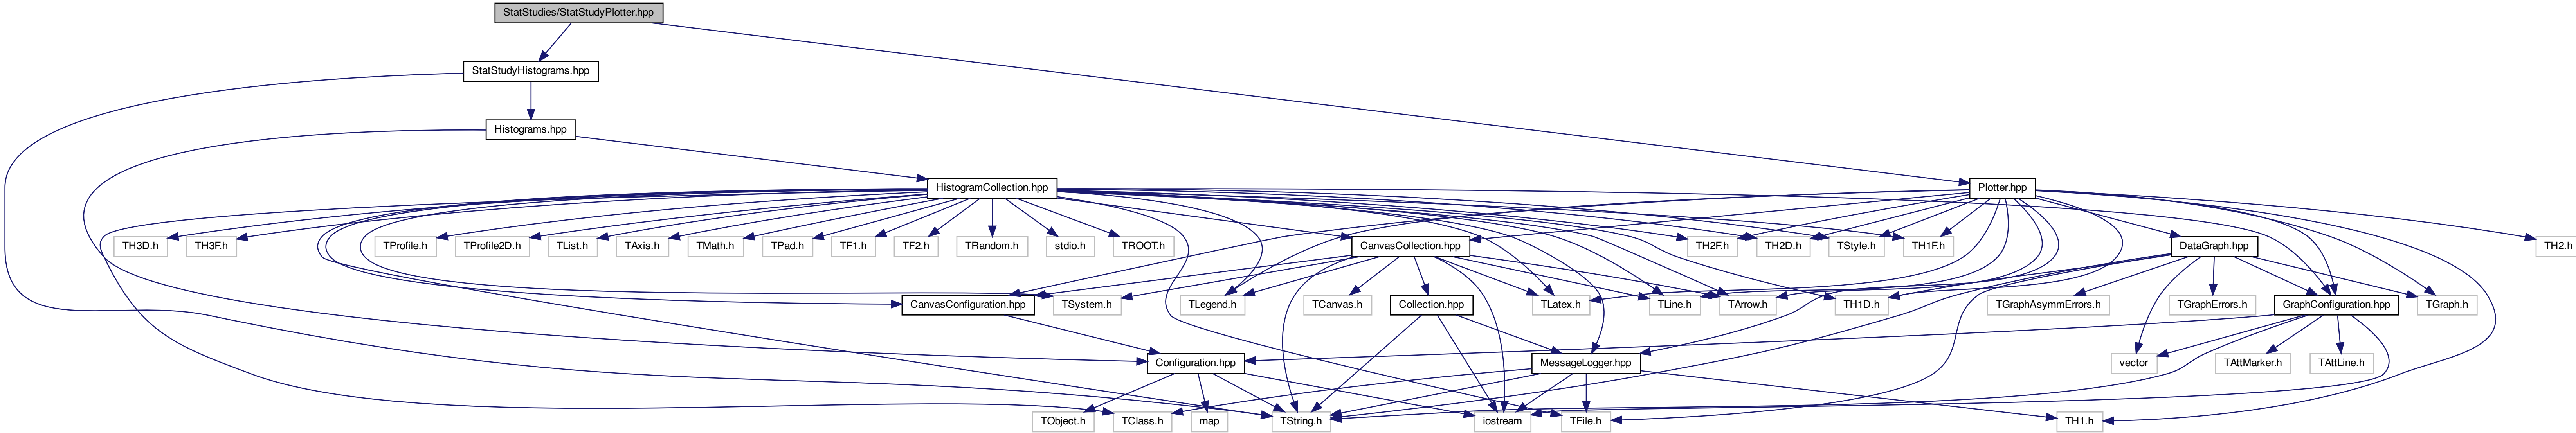 StatStudies/StatStudyPlotter.hpp
StatStudyHistograms.hpp
Histograms.hpp
HistogramCollection.hpp
Plotter.hpp
TH3D.h
TH3F.h
TProfile.h
TProfile2D.h
TList.h
TAxis.h
TMath.h
TPad.h
TF1.h
TF2.h
TRandom.h
stdio.h
TROOT.h
CanvasCollection.hpp
TH2F.h
TH2D.h
TStyle.h
TH1F.h
DataGraph.hpp
TH2.h
CanvasConfiguration.hpp
TSystem.h
TLegend.h
TCanvas.h
Collection.hpp
TLatex.h
TLine.h
TArrow.h
TH1D.h
TGraphAsymmErrors.h
TGraphErrors.h
GraphConfiguration.hpp
TGraph.h
Configuration.hpp
MessageLogger.hpp
vector
TAttMarker.h
TAttLine.h
TObject.h
TClass.h
map
TString.h
iostream
TFile.h
TH1.h